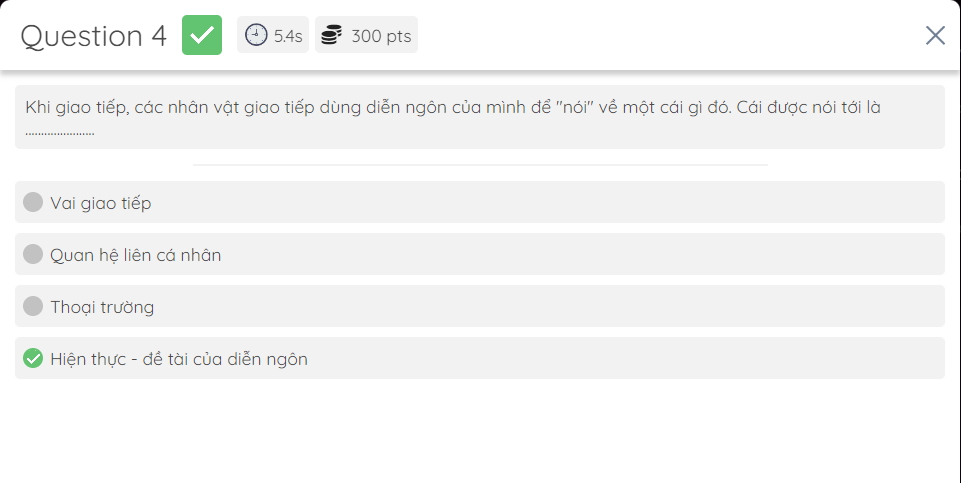 Question 4 5.4s 300 pts
Khi giao tiếp, các nhân vật giao tiếp dùng diễn ngôn của mình để "nói" về một cái gì đó. Cái được nói tới là
......................
Vai giao tiếp
Quan hệ liên cá nhân
Thoại trường
Hiện thực - đề tài của diễn ngôn